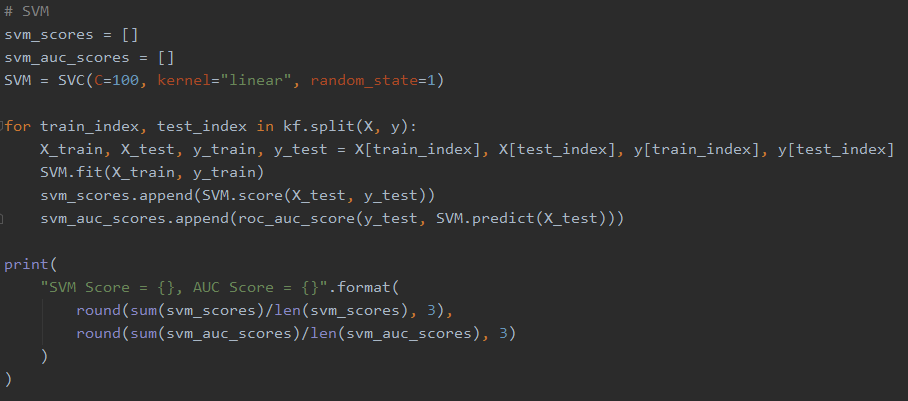 # SVM
svm_scores = []
svm_auc_scores = []
SVM = SVC(C=100, kernel="linear", random_state=1)
for train_index, test_index in kf.split(X, y):
    X_train, X_test, y_train, y_test = X[train_index], X[test_index], y[train_index], y[test_index]
    SVM.fit(X_train, y_train)
    svm_scores.append(SVM.score(X_test, y_test))
    svm_auc_scores.append(roc_auc_score(y_test, SVM.predict(X_test)))
print(
    "SVM Score = {}, AUC Score = {}".format(
        round(sum(svm_scores)/len(svm_scores), 3),
        round(sum(svm_auc_scores)/len(svm_auc_scores), 3)
    )
)